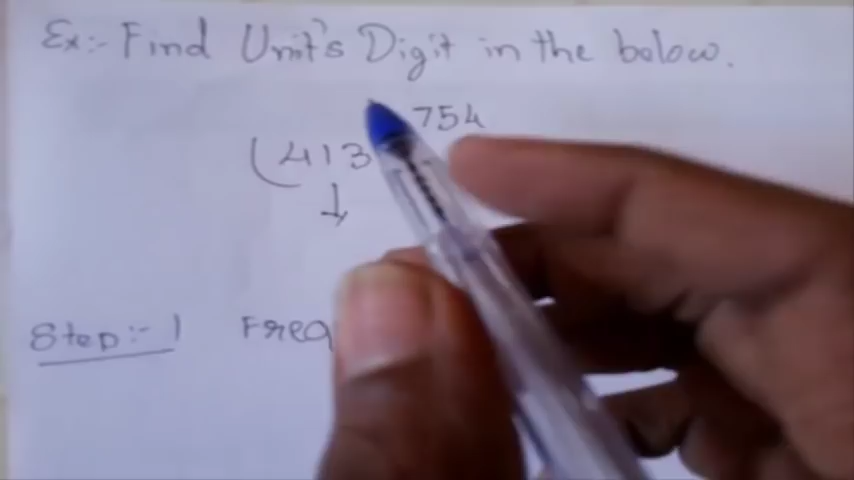 Ex:- Find Unit's Digit in the below.
(413 754
↓
Step:- 1 Freq